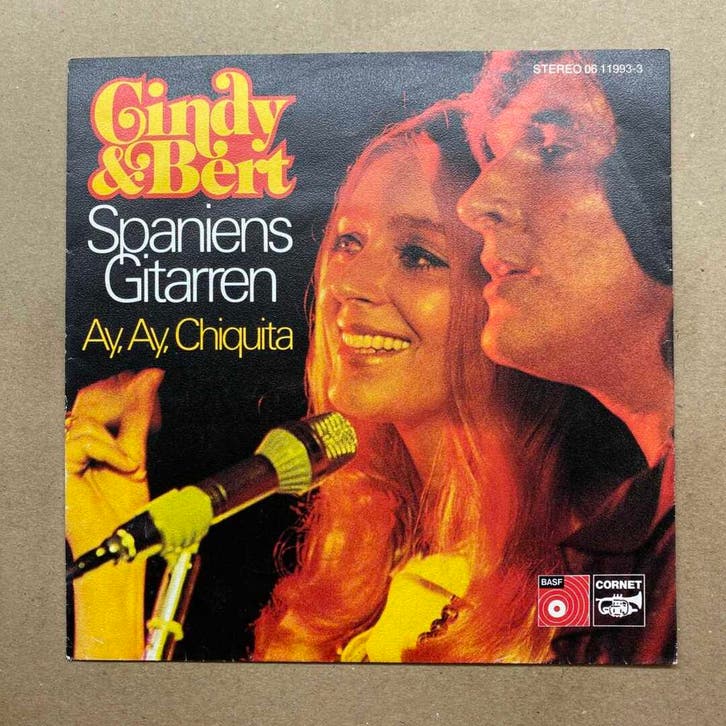 STEREO 06 11993-3
Cindy
& Bert
Spaniens
Gitarren
Ay, Ay, Chiquita
BASF
CORNET